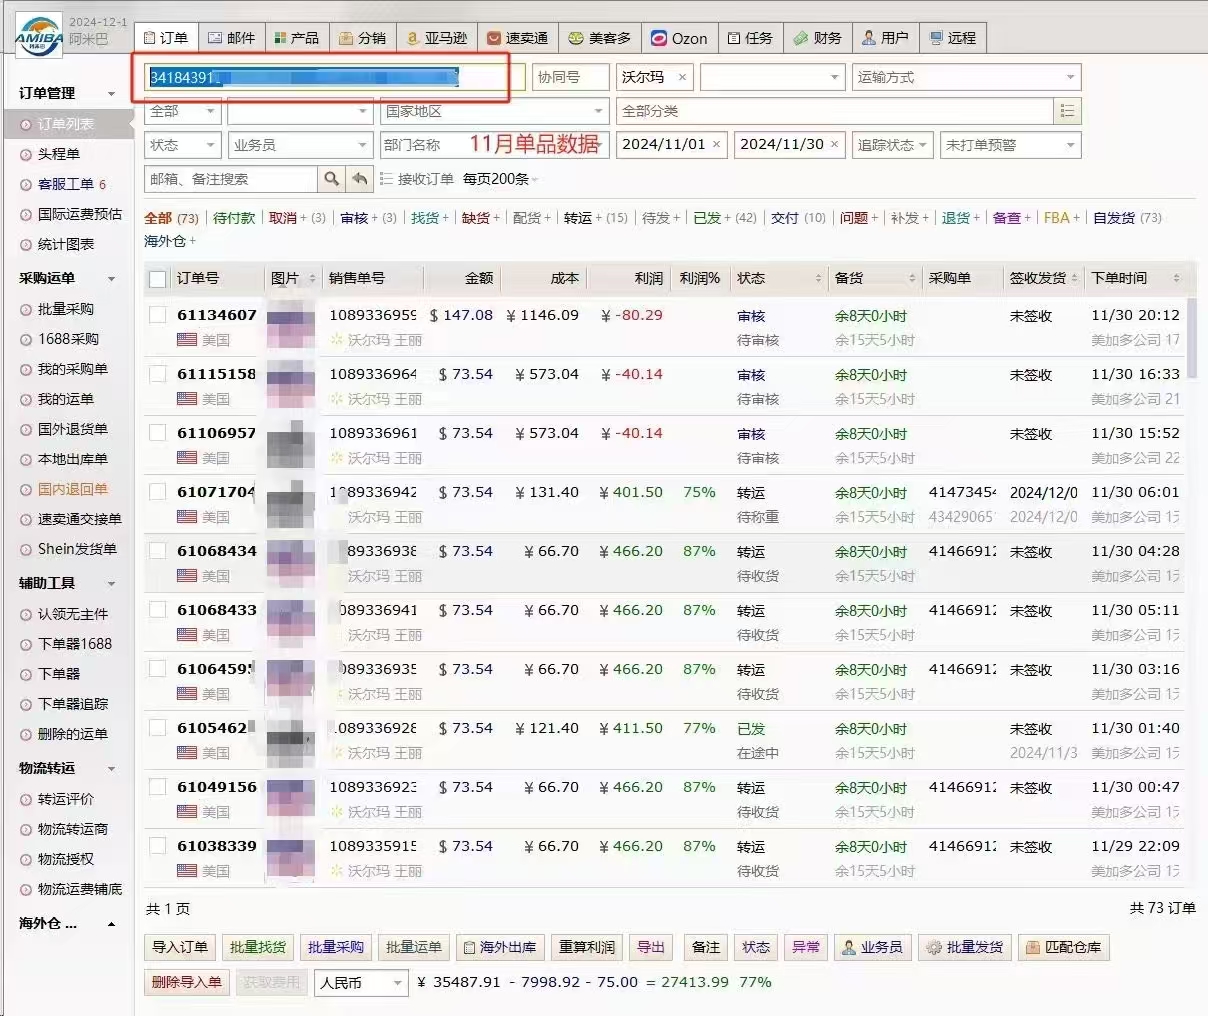 2024-12-1
AMIBA 阿米巴
阿米巴
订单 邮件 产品 分销 亚马逊 速卖通 美客多 Ozon 任务 财务 用户 远程
34184391 协同号 沃尔玛 × 运输方式
全部 国家地区 全部分类
状态 业务员 部门名称 11月单品数据 2024/11/01 × 2024/11/30 × 追踪状态 未打单预警
邮箱、备注搜索 接收订单 每页200条
全部 (73) 待付款 取消 + (3) 审核 + (3) 找货 + 缺货 + 配货 + 转运 + (15) 待发 + 已发 + (42) 交付 (10) 问题 + 补发 + 退货 + 备查 + FBA + 自发货 (73)
海外仓 +
订单管理
订单列表
头程单
客服工单 6
国际运费预估
统计图表
采购运单
批量采购
1688采购
我的采购单
我的运单
国外退货单
本地出库单
国内退回单
速卖通交接单
Shein发货单
辅助工具
认领无主件
下单器1688
下单器
下单器追踪
删除的运单
物流转运
转运评价
物流转运商
物流授权
物流运费铺底
海外仓 ...
订单号 图片 销售单号 金额 成本 利润 利润% 状态 备货 采购单 签收发货 下单时间
61134607 1089336959 $ 147.08 ¥ 1146.09 ¥ -80.29 审核 余8天0小时 未签收 11/30 20:12
美国 沃尔玛 王丽 待审核 余15天5小时 美加多公司 17
61115158 1089336964 $ 73.54 ¥ 573.04 ¥ -40.14 审核 余8天0小时 未签收 11/30 16:33
美国 沃尔玛 王丽 待审核 余15天5小时 美加多公司 21
61106957 1089336961 $ 73.54 ¥ 573.04 ¥ -40.14 审核 余8天0小时 未签收 11/30 15:52
美国 沃尔玛 王丽 待审核 余15天5小时 美加多公司 22
61071704 1089336942 $ 73.54 ¥ 131.40 ¥ 401.50 75% 转运 余8天0小时 41473454 2024/12/0 11/30 06:01
美国 沃尔玛 王丽 待称重 余15天5小时 43429065 2024/12/0 美加多公司 1
61068434 089336938 $ 73.54 ¥ 66.70 ¥ 466.20 87% 转运 余8天0小时 41466912 未签收 11/30 04:28
美国 沃尔玛 王丽 待收货 余15天5小时 美加多公司 1
61068433 089336941 $ 73.54 ¥ 66.70 ¥ 466.20 87% 转运 余8天0小时 41466912 未签收 11/30 05:11
美国 沃尔玛 王丽 待收货 余15天5小时 美加多公司 1
61064595 089336935 $ 73.54 ¥ 66.70 ¥ 466.20 87% 转运 余8天0小时 41466912 未签收 11/30 03:16
美国 沃尔玛 王丽 待收货 余15天5小时 美加多公司 1
6105462 1089336928 $ 73.54 ¥ 121.40 ¥ 411.50 77% 已发 余8天0小时 未签收 11/30 01:40
美国 沃尔玛 王丽 在途中 余15天5小时 2024/11/3 美加多公司 1
61049156 1089336923 $ 73.54 ¥ 66.70 ¥ 466.20 87% 转运 余8天0小时 41466912 未签收 11/30 00:47
美国 沃尔玛 王丽 待收货 余15天5小时 美加多公司 1
61038339 1089335915 $ 73.54 ¥ 66.70 ¥ 466.20 87% 转运 余8天0小时 41466912 未签收 11/29 22:09
美国 沃尔玛 王丽 待收货 余15天5小时 美加多公司 1
共 1 页 共 73 订单
导入订单 批量找货 批量采购 批量运单 海外出库 重算利润 导出 备注 状态 异常 业务员 批量发货 匹配仓库
删除导入单 获取费用 人民币 ¥ 35487.91 - 7998.92 - 75.00 = 27413.99 77%